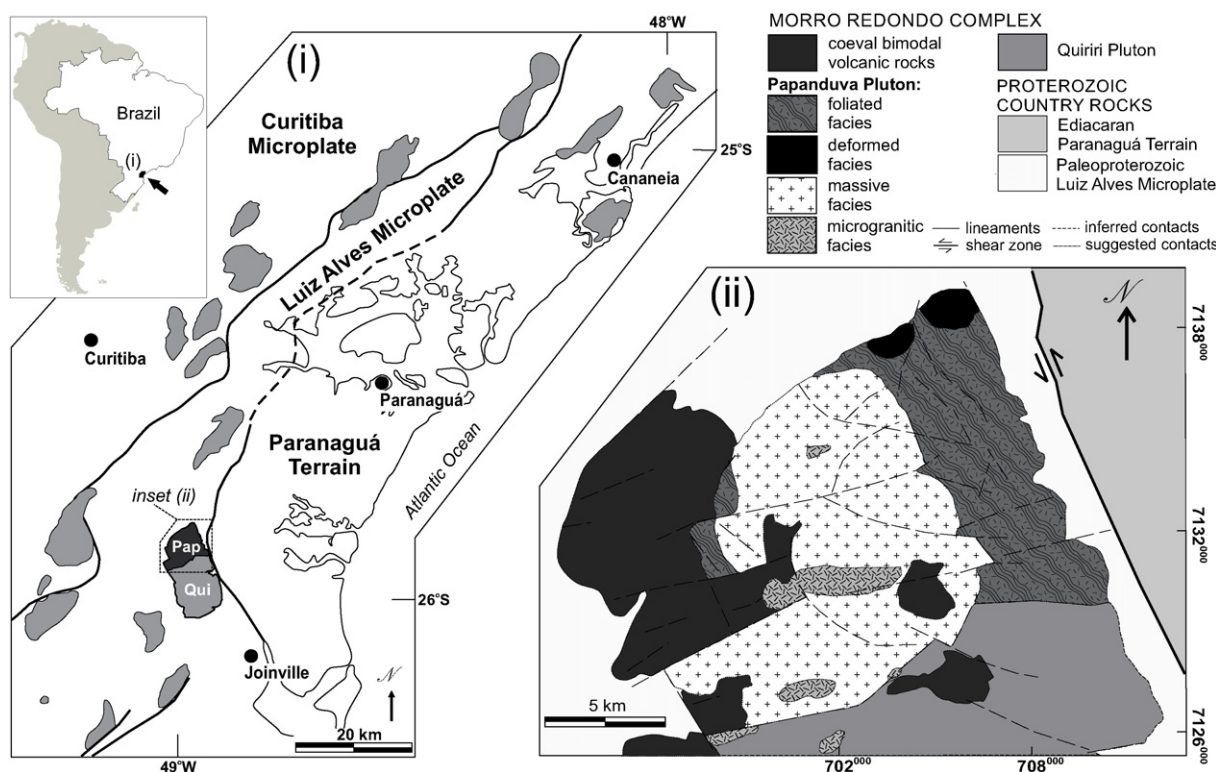 Brazil
(i)
(i)
48°W
25°S
Curitiba
Microplate
Luiz Alves Microplate
Cananeia
Curitiba
Paranaguá
Paranaguá
Terrain
Atlantic Ocean
inset (ii)
Pap
Qui
26°S
Joinville
N
20 km
49°W
MORRO REDONDO COMPLEX
coeval bimodal
volcanic rocks
Papanduva Pluton:
foliated
facies
deformed
facies
massive
facies
microgranitic
facies
Quiriri Pluton
PROTEROZOIC
COUNTRY ROCKS
Ediacaran
Paranaguá Terrain
Paleoproterozoic
Luiz Alves Microplate
lineaments
inferred contacts
shear zone
suggested contacts
(ii)
N
7138000
7132000
7126000
5 km
702000
708000